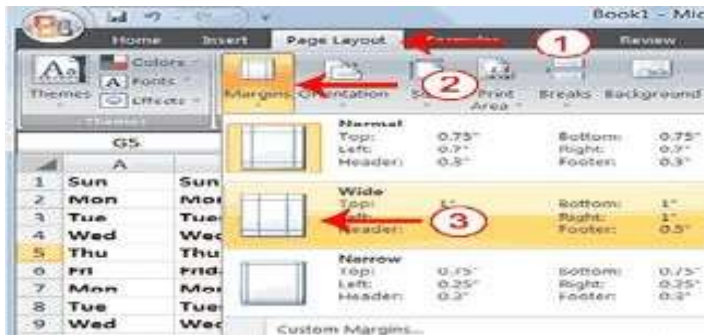 Book1 - Mic
Home Insert Page Layout Formulas Review
Colors
Aa A Fonts
Themes Effects
Margins Orientation Print Area Breaks Background
Themes
1
2
G5
A
Normal
Top: 0.75" Bottom: 0.75"
Left: 0.7" Right: 0.7"
Header: 0.3" Footer: 0.3"
Wide
Top: 1" Bottom: 1"
Left: Right: 1"
Header: Footer: 0.5"
3
Narrow
Top: 0.75" Bottom: 0.75"
Left: 0.25" Right: 0.25"
Header: 0.3" Footer: 0.3"
Custom Margins...
1 Sun Sun
2 Mon Mon
3 Tue Tue
4 Wed Wed
5 Thu Thu
6 Fri Frid
7 Mon Mon
8 Tue Tue
9 Wed Wed